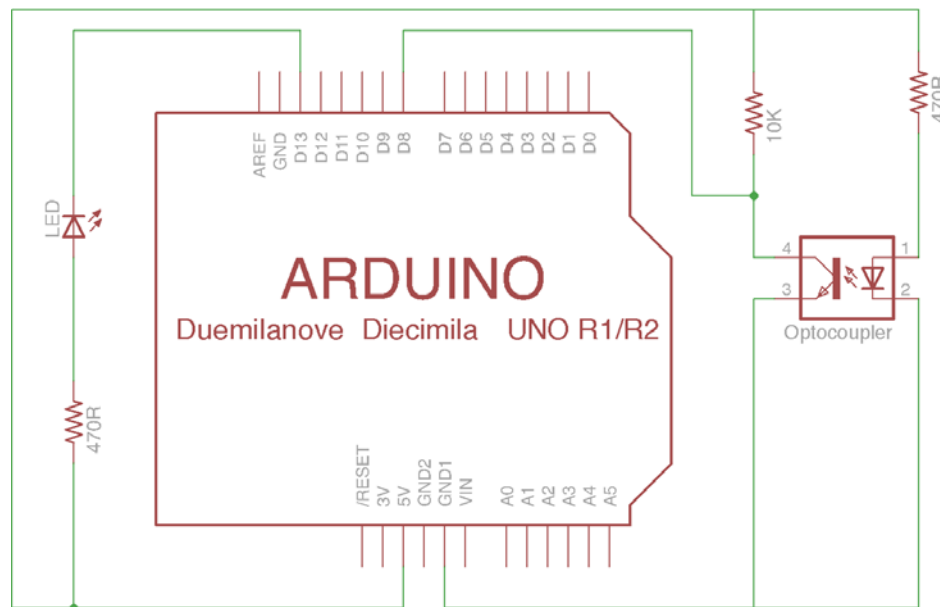 AREF
GND
D13
D12
D11
D10
D9
D8
D7
D6
D5
D4
D3
D2
D1
D0
10K
470R
LED
ARDUINO
Duemilanove Diecimila UNO R1/R2
4
1
3
2
Optocoupler
470R
/RESET
3V
5V
GND2
GND1
VIN
A0
A1
A2
A3
A4
A5